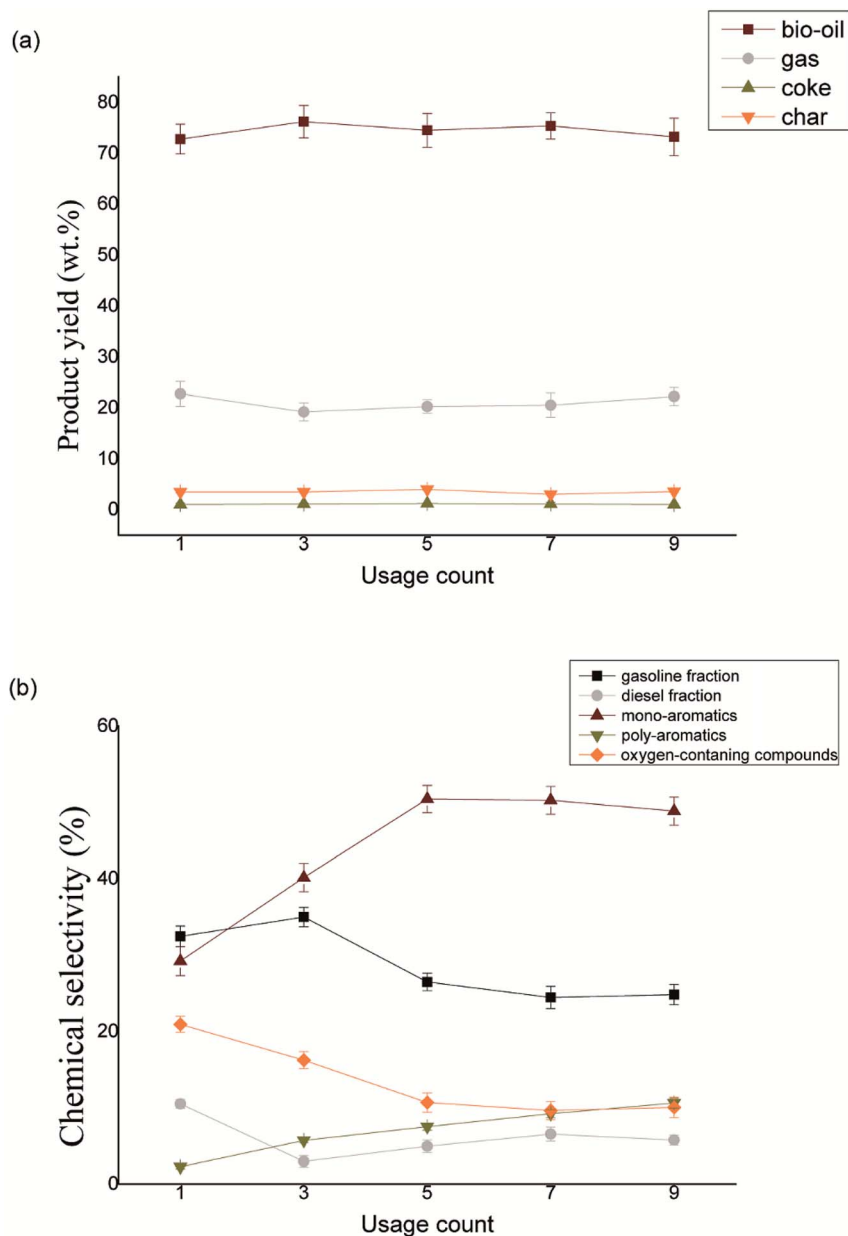 (a)
bio-oil
gas
coke
char
80
70
60
50
40
30
20
10
0
Product yield (wt.%)
1 3 5 7 9
Usage count
(b)
gasoline fraction
diesel fraction
mono-aromatics
poly-aromatics
oxygen-contaning compounds
60
40
20
0
Chemical selectivity (%)
1 3 5 7 9
Usage count